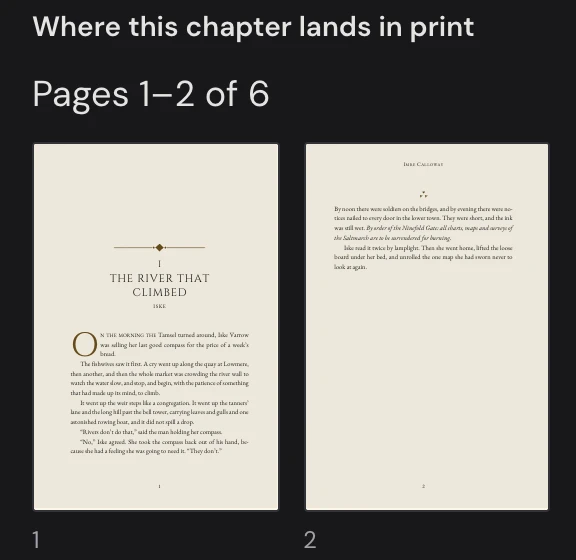 Where this chapter lands in print
Pages 1–2 of 6
I
THE RIVER THAT
CLIMBED
ISKE
ON THE MORNING THE Tamsel turned around, Iske Varrow
was selling her last good compass for the price of a week's
bread.
The fishwives saw it first. A cry went up along the quay at Lowmere,
then another, and then the whole market was crowding the river wall to
watch the water slow, and stop, and begin, with the patience of something
that had made up its mind, to climb.
It went up the weir steps like a congregation. It went up the tanners'
lane and the long hill past the bell tower, carrying leaves and gulls and one
astonished rowing boat, and it did not spill a drop.
“Rivers don't do that,” said the man holding her compass.
“No,” Iske agreed. She took the compass back out of his hand, be-
cause she had a feeling she was going to need it. “They don't.”
1
Imre Calloway
By noon there were soldiers on the bridges, and by evening there were no-
tices nailed to every door in the lower town. They were short, and the ink
was still wet. By order of the Ninefold Gate: all charts, maps and surveys of
the Saltmarch are to be surrendered for burning.
Iske read it twice by lamplight. Then she went home, lifted the loose
board under her bed, and unrolled the one map she had sworn never to
look at again.
2
1
2